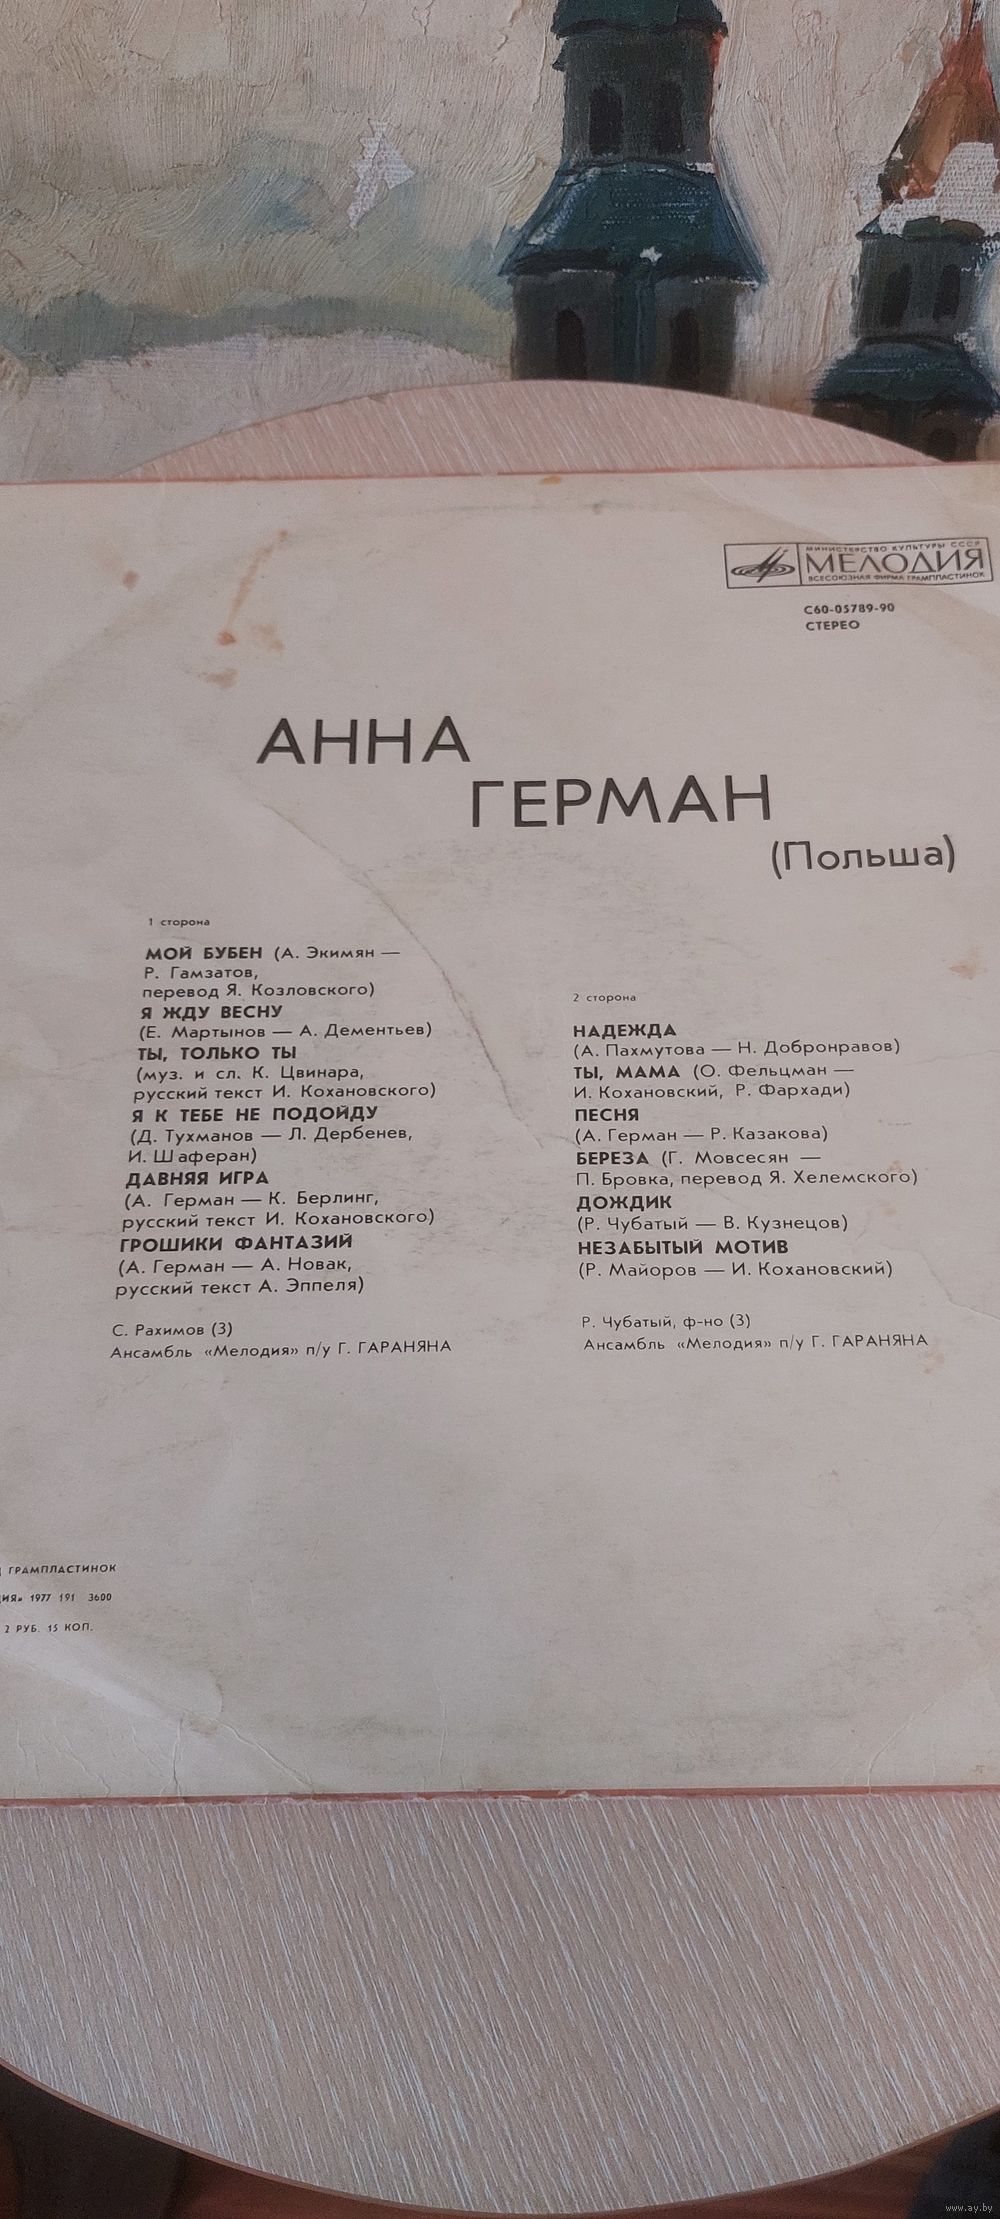 МИНИСТЕРСТВО КУЛЬТУРЫ СССР
МЕЛОДИЯ
ВСЕСОЮЗНАЯ ФИРМА ГРАМПЛАСТИНОК
С60-05789-90
СТЕРЕО
АННА
ГЕРМАН
(Польша)
1 сторона
МОЙ БУБЕН (А. Экимян —
Р. Гамзатов,
перевод Я. Козловского)
Я ЖДУ ВЕСНУ
(Е. Мартынов — А. Дементьев)
ТЫ, ТОЛЬКО ТЫ
(муз. и сл. К. Цвинара,
русский текст И. Кохановского)
Я К ТЕБЕ НЕ ПОДОЙДУ
(Д. Тухманов — Л. Дербенев,
И. Шаферан)
ДАВНЯЯ ИГРА
(А. Герман — К. Берлинг,
русский текст И. Кохановского)
ГРОШИКИ ФАНТАЗИЙ
(А. Герман — А. Новак,
русский текст А. Эппеля)
С. Рахимов (3)
Ансамбль «Мелодия» п/у Г. ГАРАНЯНА
2 сторона
НАДЕЖДА
(А. Пахмутова — Н. Добронравов)
ТЫ, МАМА (О. Фельцман —
И. Кохановский, Р. Фархади)
ПЕСНЯ
(А. Герман — Р. Казакова)
БЕРЕЗА (Г. Мовсесян —
П. Бровка, перевод Я. Хелемского)
ДОЖДИК
(Р. Чубатый — В. Кузнецов)
НЕЗАБЫТЫЙ МОТИВ
(Р. Майоров — И. Кохановский)
Р. Чубатый, ф-но (3)
Ансамбль «Мелодия» п/у Г. ГАРАНЯНА
ГРАМПЛАСТИНОК
ИЯ» 1977 191 3600
2 РУБ. 15 КОП.
www.ay.by